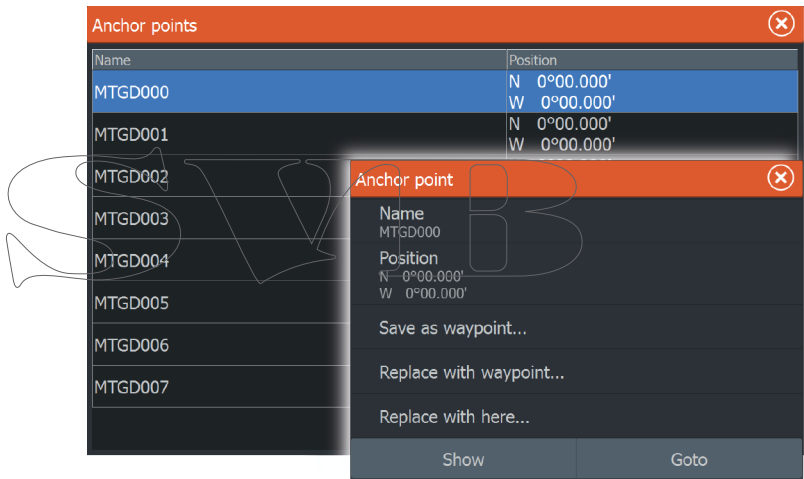 Anchor points
Name Position
MTGD000 N 0°00.000'
W 0°00.000'
MTGD001 N 0°00.000'
W 0°00.000'
MTGD002
MTGD003
MTGD004
MTGD005
MTGD006
MTGD007
Anchor point
Name
MTGD000
Position
N 0°00.000'
W 0°00.000'
Save as waypoint...
Replace with waypoint...
Replace with here...
Show Goto
SVB